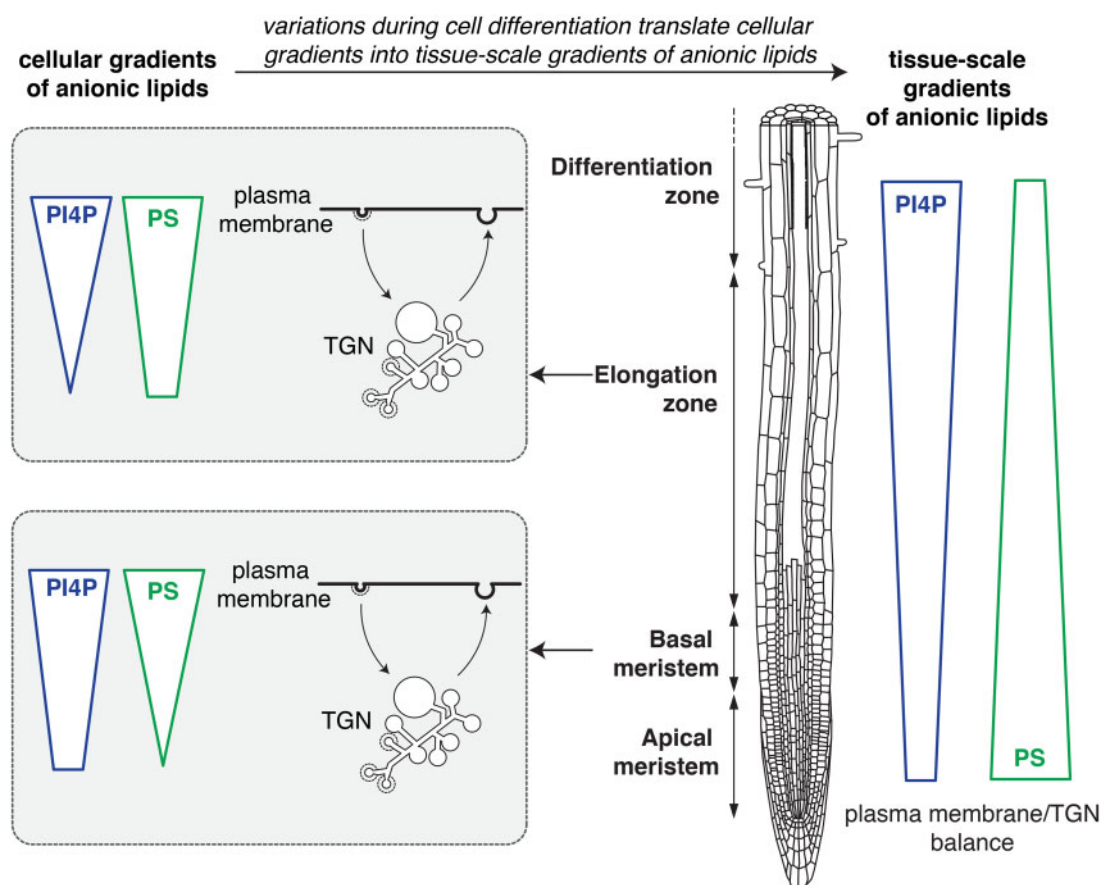 variations during cell differentiation translate cellular
gradients into tissue-scale gradients of anionic lipids
cellular gradients
of anionic lipids
tissue-scale
gradients
of anionic lipids
PI4P
PS
plasma
membrane
TGN
Differentiation
zone
Elongation
zone
PI4P
PS
plasma
membrane
TGN
Basal
meristem
Apical
meristem
PI4P
PS
plasma membrane/TGN
balance